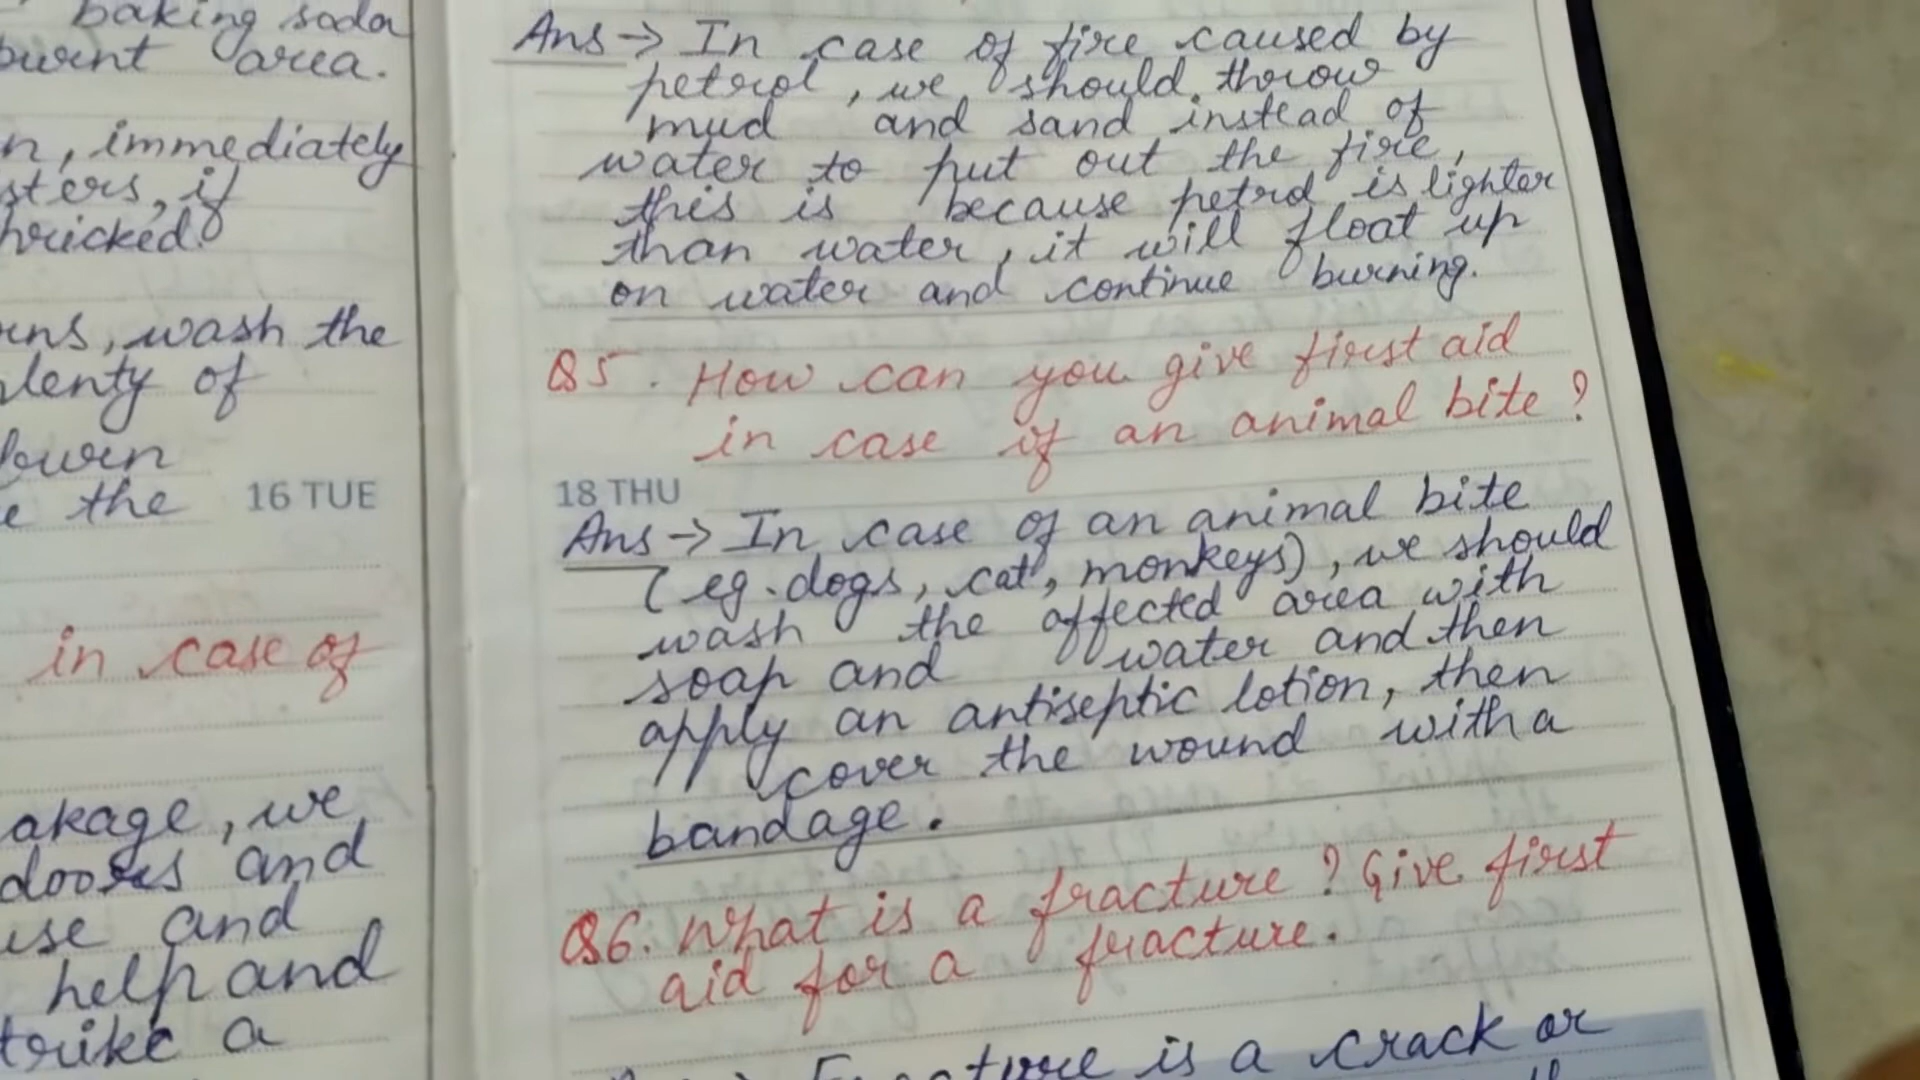 baking soda
burnt area.
n, immediately
sters, if
pricked.
rns, wash the
plenty of
burn
e the 16 TUE
in case of
akage, we
doors and
use and
help and
strike a
Ans → In case of fire caused by
petrol, we should throw
mud and sand instead of
water to put out the fire,
this is because petrol is lighter
than water, it will float up
on water and continue burning.
Q5. How can you give first aid
in case if an animal bite?
18 THU
Ans → In case of an animal bite
(eg. dogs, cat, monkeys), we should
wash the affected area with
soap and water and then
apply an antiseptic lotion, then
cover the wound with a
bandage.
Q6. What is a fracture? Give first
aid for a fracture.
Fracture is a crack or